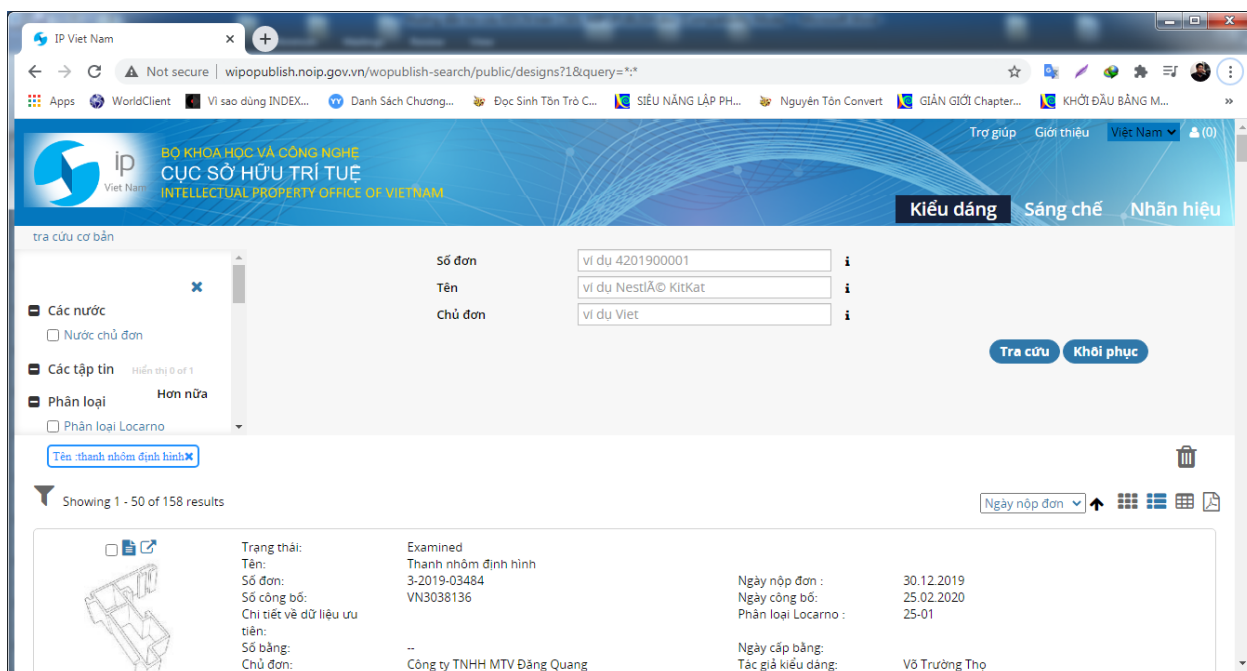 IP Viet Nam
Not secure | wipopublish.noip.gov.vn/wopublish-search/public/designs?1&query=*:*
Apps WorldClient Vì sao dùng INDEX... Danh Sách Chương... Đọc Sinh Tồn Trò C... SIÊU NĂNG LẬP PH... Nguyên Tôn Convert GIẢN GIỚI Chapter... KHỞI ĐẦU BẰNG M... »
Trợ giúp Giới thiệu Việt Nam (0)
ip
Viet Nam
BỘ KHOA HỌC VÀ CÔNG NGHỆ
CỤC SỞ HỮU TRÍ TUỆ
INTELLECTUAL PROPERTY OFFICE OF VIETNAM
Kiểu dáng Sáng chế Nhãn hiệu
tra cứu cơ bản
Số đơn ví dụ 4201900001 i
Tên ví dụ NestlÃ© KitKat i
Chủ đơn ví dụ Viet i
Các nước
Nước chủ đơn
Các tập tin Hiển thị 0 of 1
Hơn nữa
Phân loại
Phân loại Locarno
Tra cứu Khôi phục
Tên :thanh nhôm định hình
Showing 1 - 50 of 158 results
Ngày nộp đơn
Trạng thái: Examined
Tên: Thanh nhôm định hình
Số đơn: 3-2019-03484 Ngày nộp đơn : 30.12.2019
Số công bố: VN3038136 Ngày công bố: 25.02.2020
Chi tiết về dữ liệu ưu Phân loại Locarno : 25-01
tiên:
Số bằng: -- Ngày cấp bằng:
Chủ đơn: Công ty TNHH MTV Đăng Quang Tác giả kiểu dáng: Võ Trường Thọ